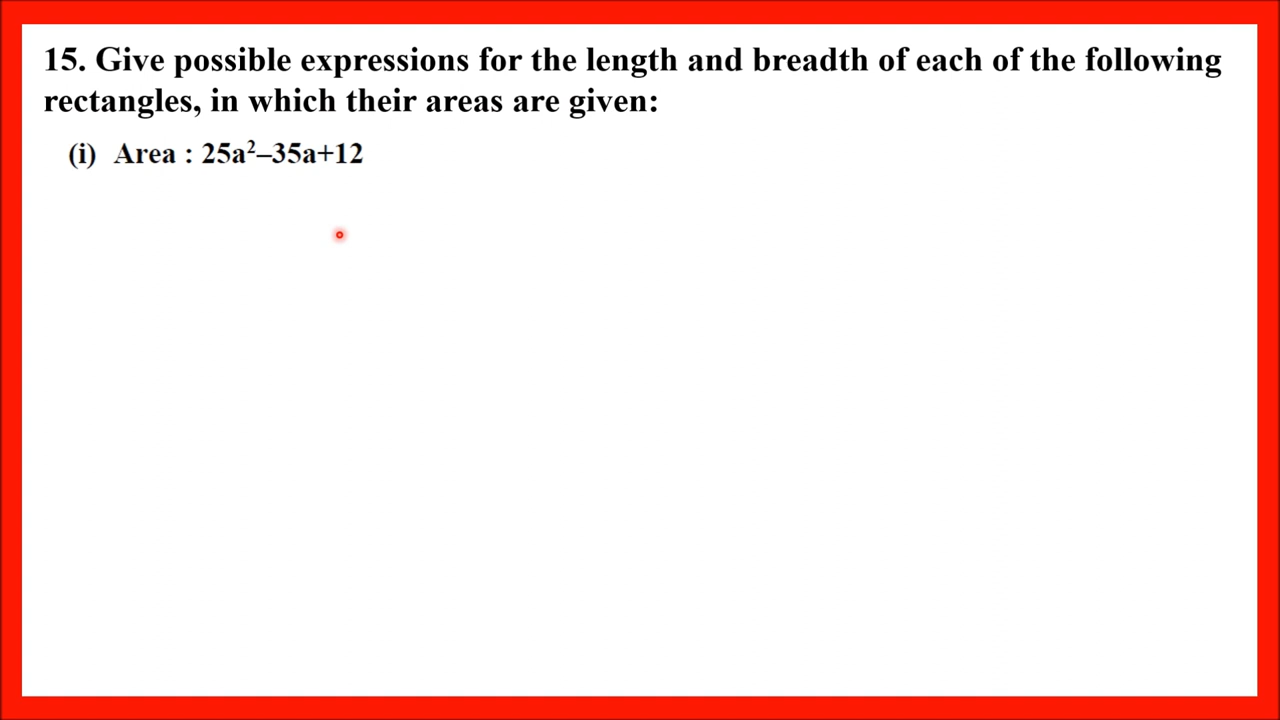 15. Give possible expressions for the length and breadth of each of the following
rectangles, in which their areas are given:
(i) Area : 25a²–35a+12